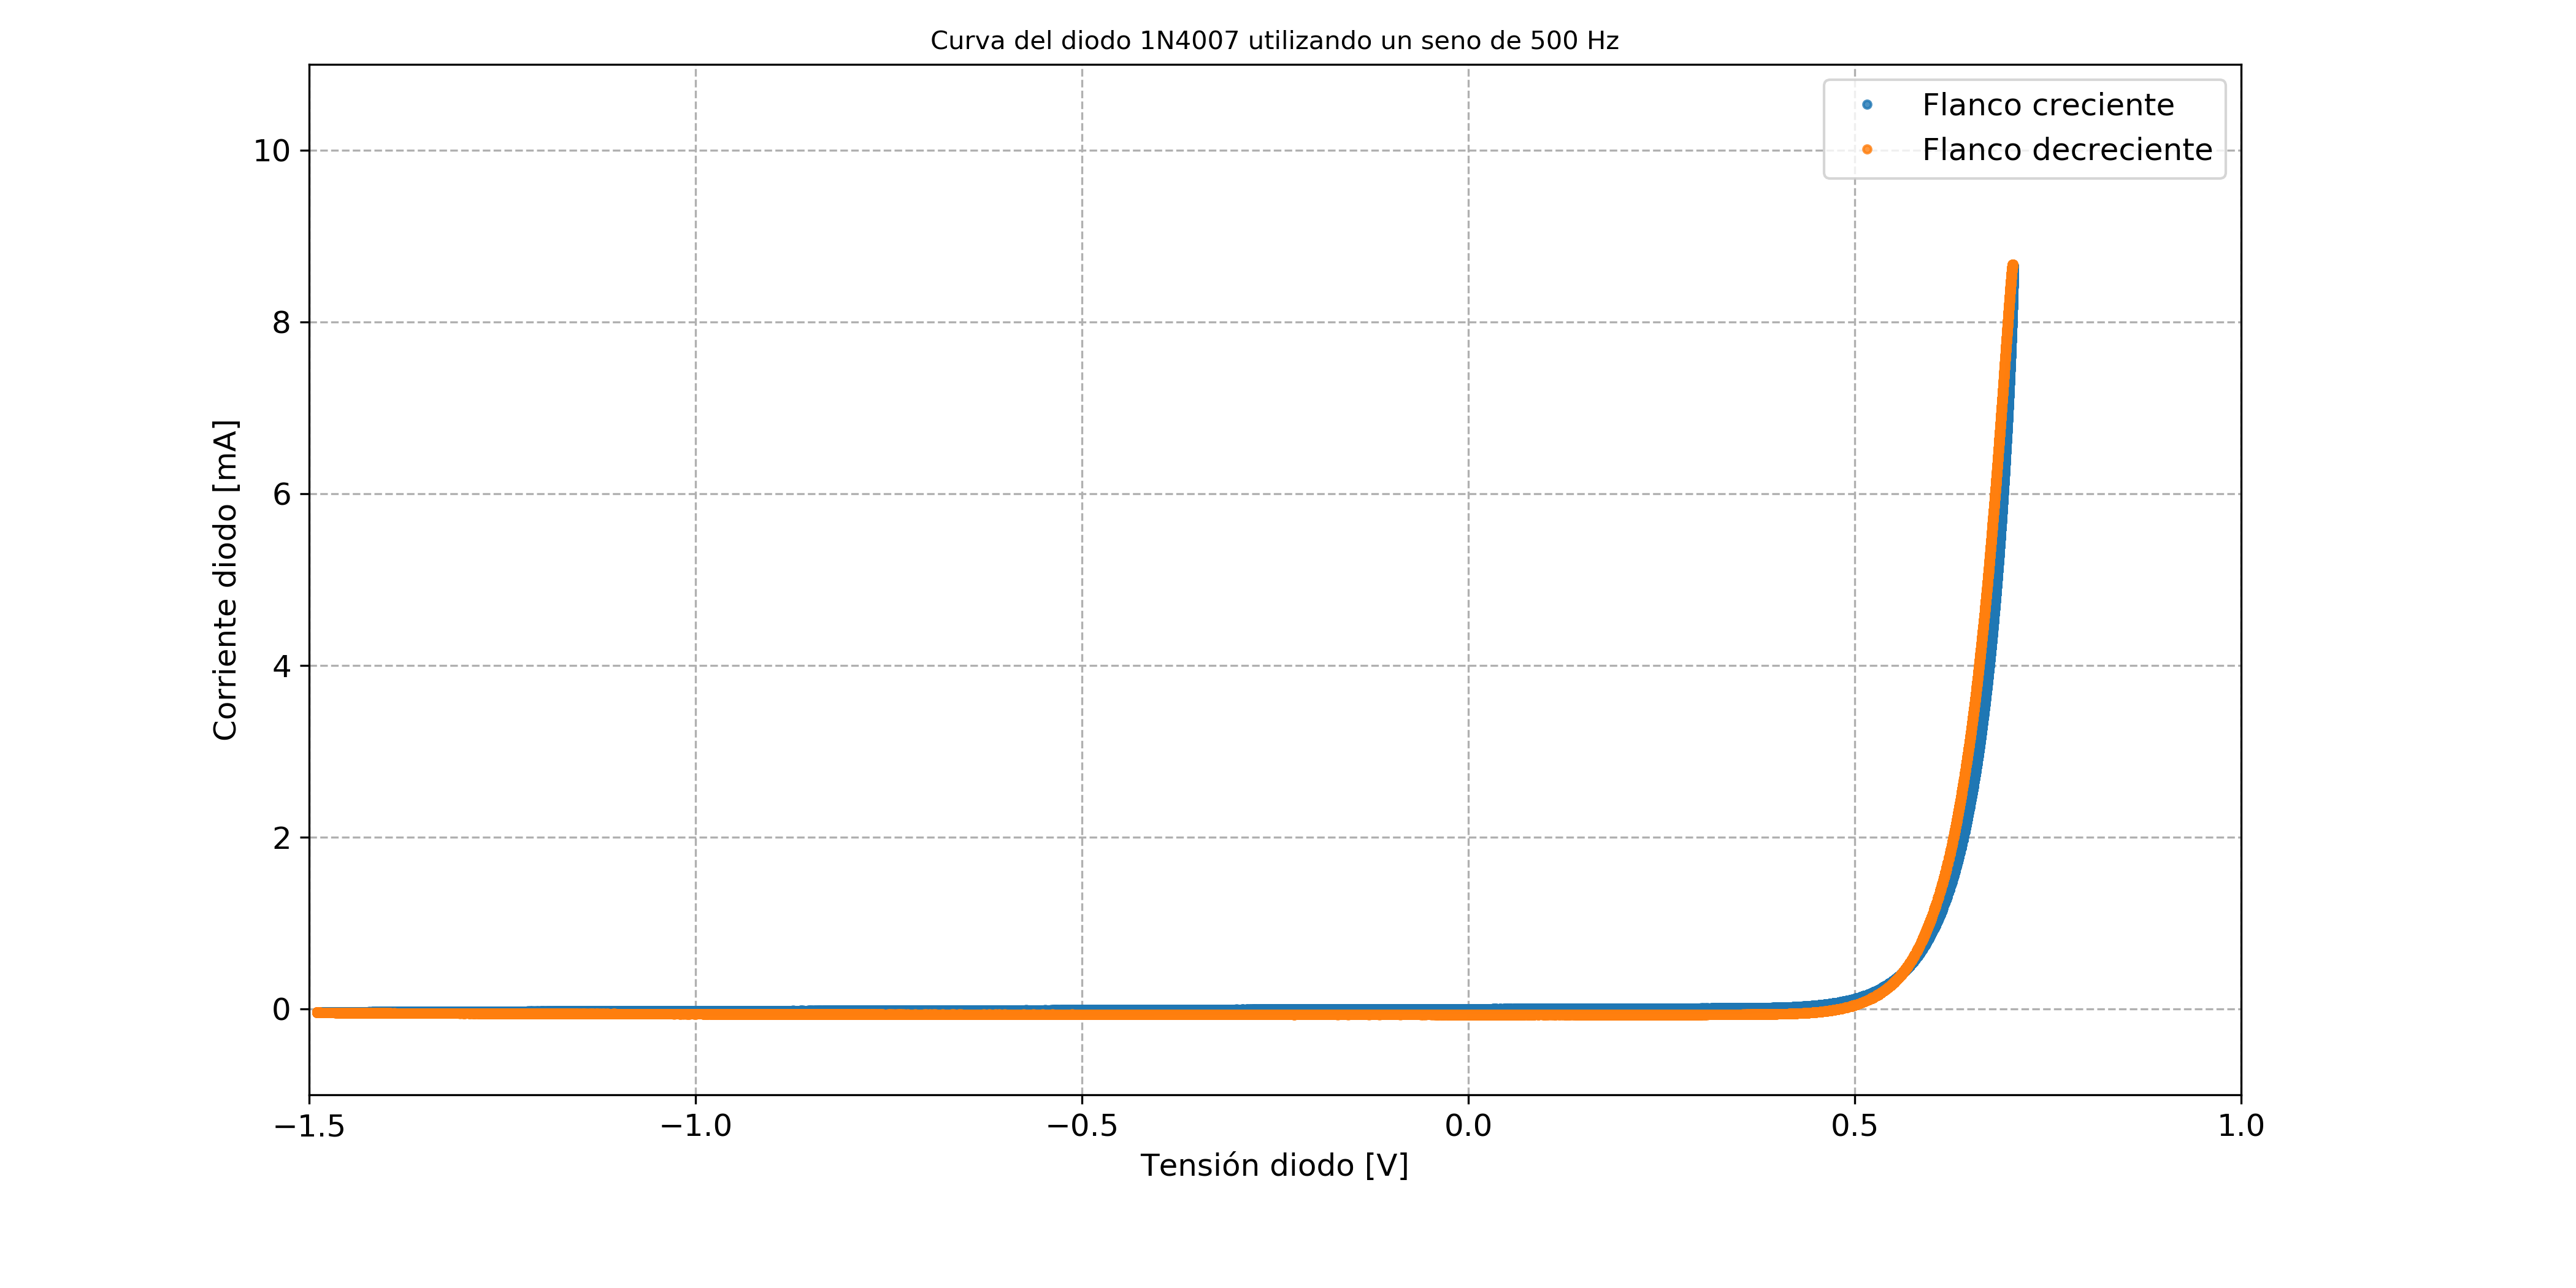 Curva del diodo 1N4007 utilizando un seno de 500 Hz
Flanco creciente
Flanco decreciente
Corriente diodo [mA]
10
8
6
4
2
0
−1.5
−1.0
−0.5
0.0
0.5
1.0
Tensión diodo [V]